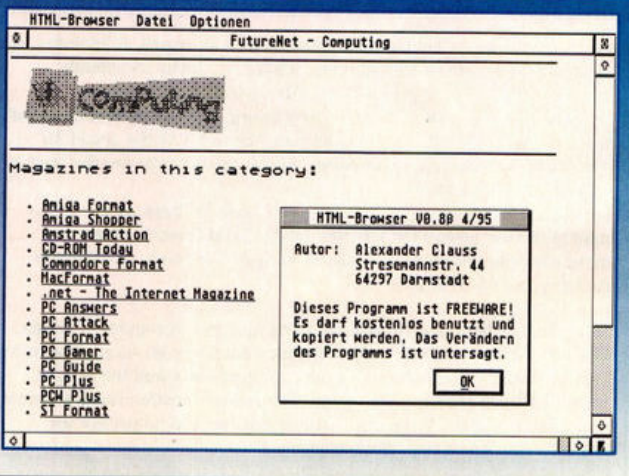 HTML-Browser Datei Optionen
FutureNet - Computing
Computing
Magazines in this category:
. Amiga Format
. Amiga Shopper
. Amstrad Action
. CD-ROM Today
. Commodore Format
. MacFormat
. .net - The Internet Magazine
. PC Answers
. PC Attack
. PC Format
. PC Gamer
. PC Guide
. PC Plus
. PCW Plus
. ST Format
HTML-Browser V0.8β 4/95
Autor: Alexander Clauss
Stresemannstr. 44
64297 Darmstadt
Dieses Programm ist FREEWARE!
Es darf kostenlos benutzt und
kopiert werden. Das Verändern
des Programms ist untersagt.
OK